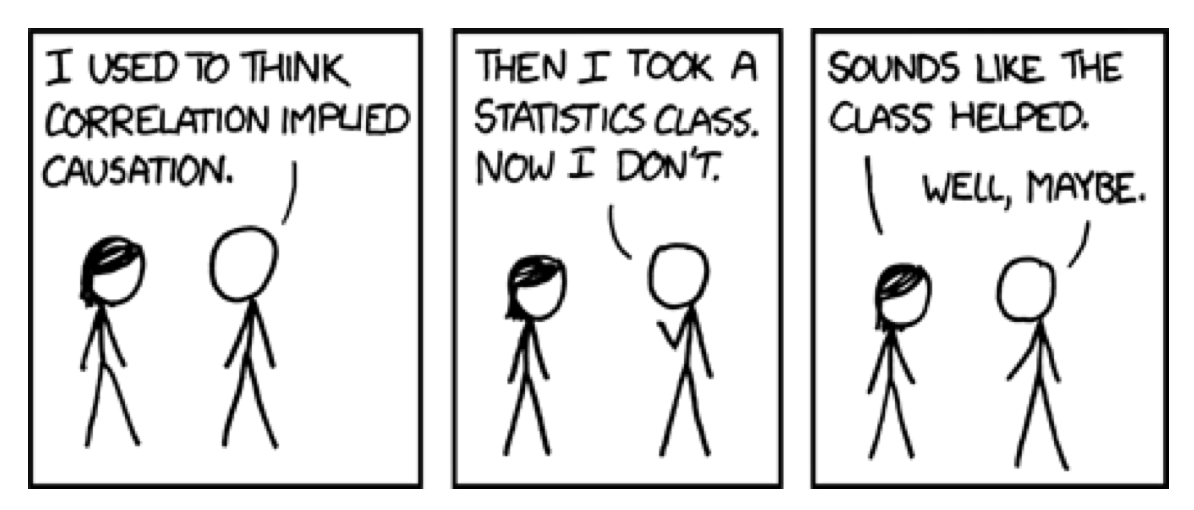 I USED TO THINK
CORRELATION IMPLIED
CAUSATION.
THEN I TOOK A
STATISTICS CLASS.
NOW I DON'T.
SOUNDS LIKE THE
CLASS HELPED.
WELL, MAYBE.